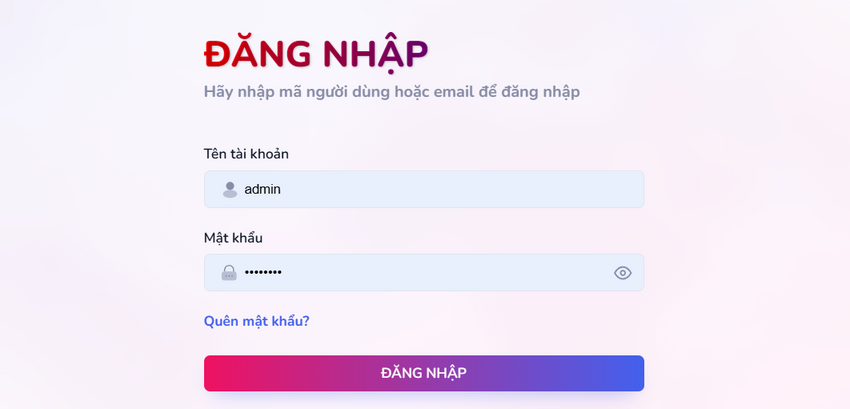 ĐĂNG NHẬP
Hãy nhập mã người dùng hoặc email để đăng nhập
Tên tài khoản
admin
Mật khẩu
••••••••
Quên mật khẩu?
ĐĂNG NHẬP